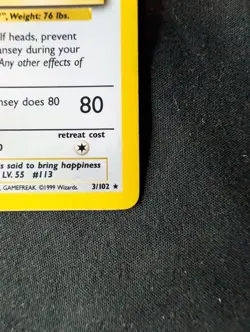 ", Weight: 76 lbs.
lf heads, prevent
ansey during your
Any other effects of
nsey does 80 80
retreat cost
s said to bring happiness
LV. 55 #113
, GAMEFREAK. ©1999 Wizards. 3/102 ★